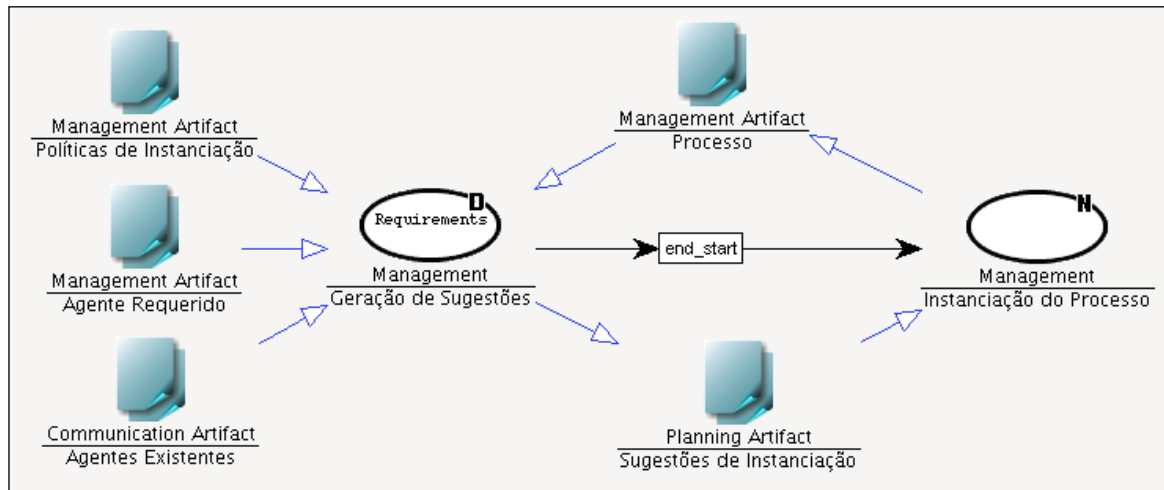 Management Artifact
Políticas de Instanciação
Management Artifact
Processo
D
Requirements
N
end_start
Management Artifact
Agente Requerido
Management
Geração de Sugestões
Management
Instanciação do Processo
Communication Artifact
Agentes Existentes
Planning Artifact
Sugestões de Instanciação